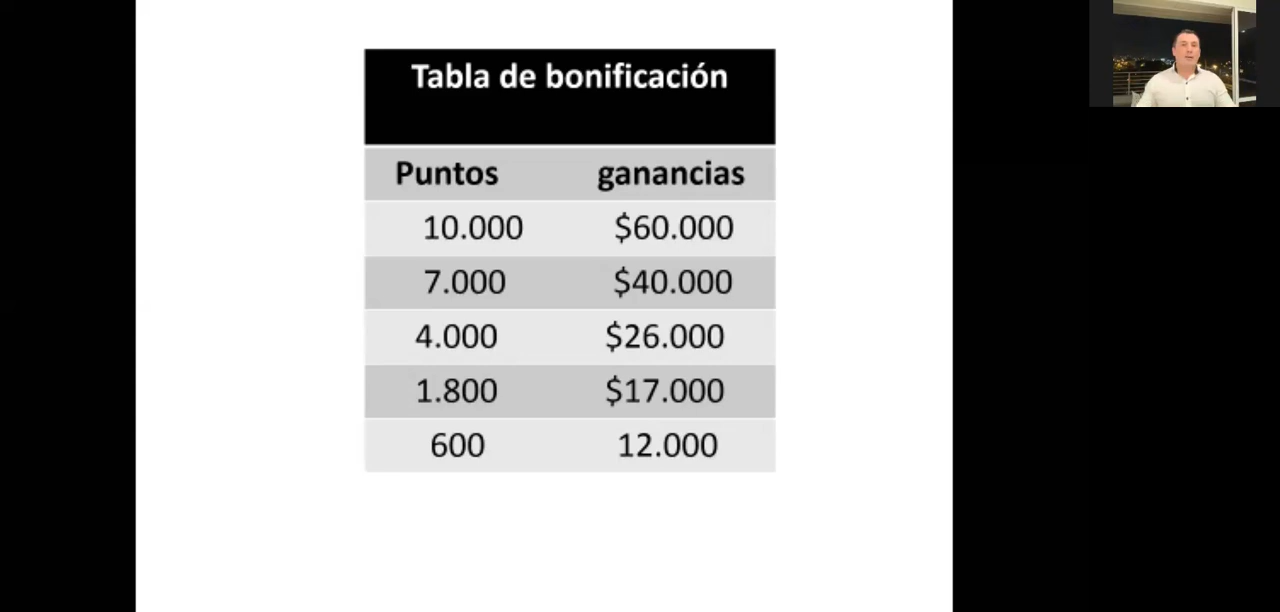 Tabla de bonificación
Puntos ganancias
10.000 $60.000
7.000 $40.000
4.000 $26.000
1.800 $17.000
600 12.000